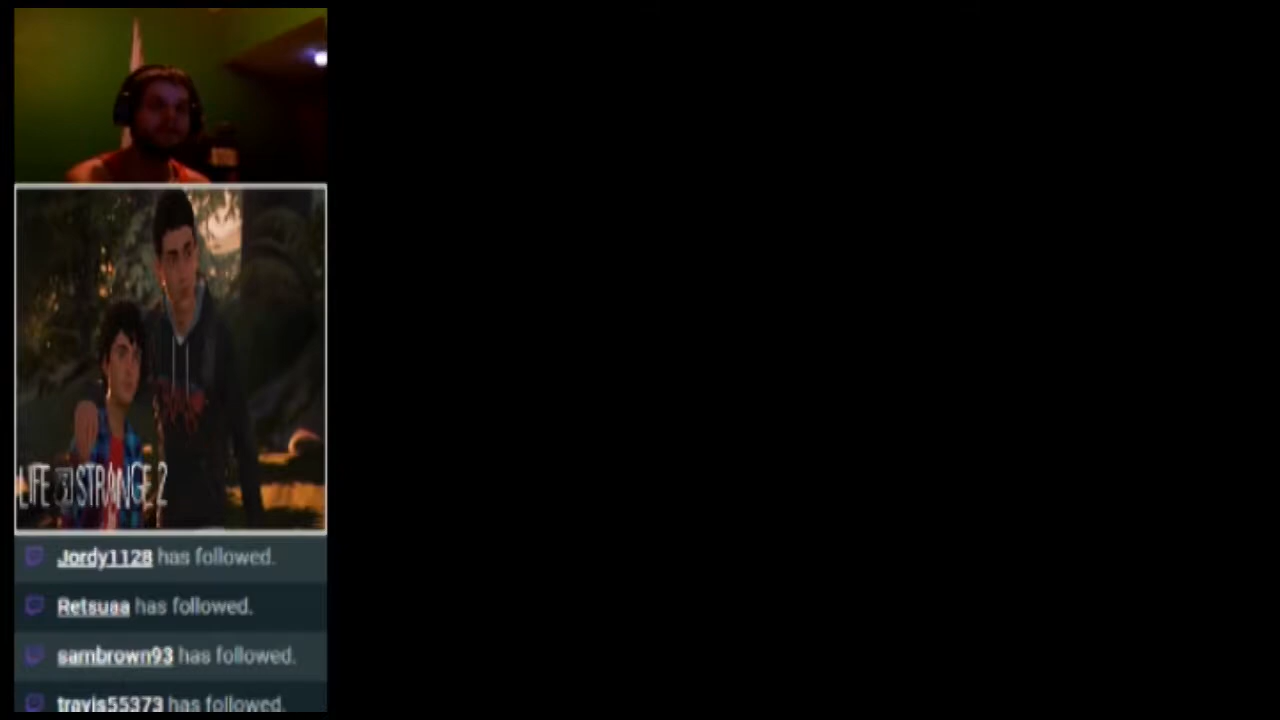 LIFE IS STRANGE 2
Jordy1128 has followed.
Retsuaa has followed.
sambrown93 has followed.
travis55373 has followed.